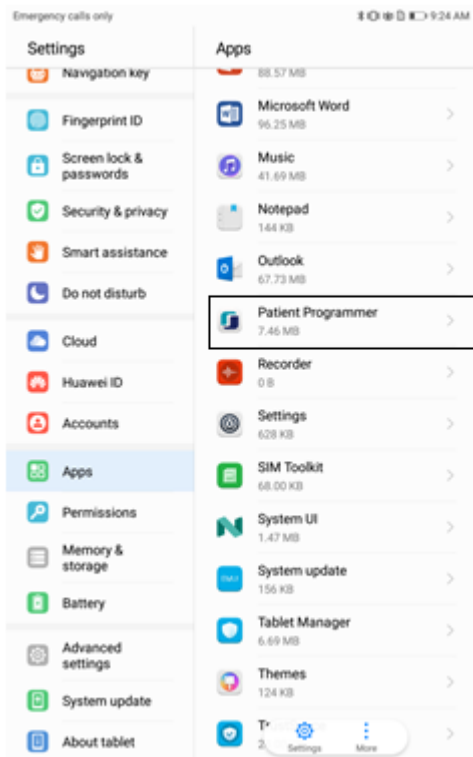 Emergency calls only
9:24 AM
Settings
Apps
Navigation key
88.57 MB
Fingerprint ID
Microsoft Word
96.25 MB
Screen lock &
passwords
Music
41.69 MB
Security & privacy
Notepad
144 KB
Smart assistance
Outlook
67.73 MB
Do not disturb
Patient Programmer
7.46 MB
Cloud
Recorder
0 B
Huawei ID
Accounts
Settings
628 KB
Apps
SIM Toolkit
68.00 KB
Permissions
System UI
1.47 MB
Memory &
storage
System update
156 KB
Battery
Tablet Manager
6.69 MB
Advanced
settings
Themes
124 KB
System update
About tablet
Settings
More